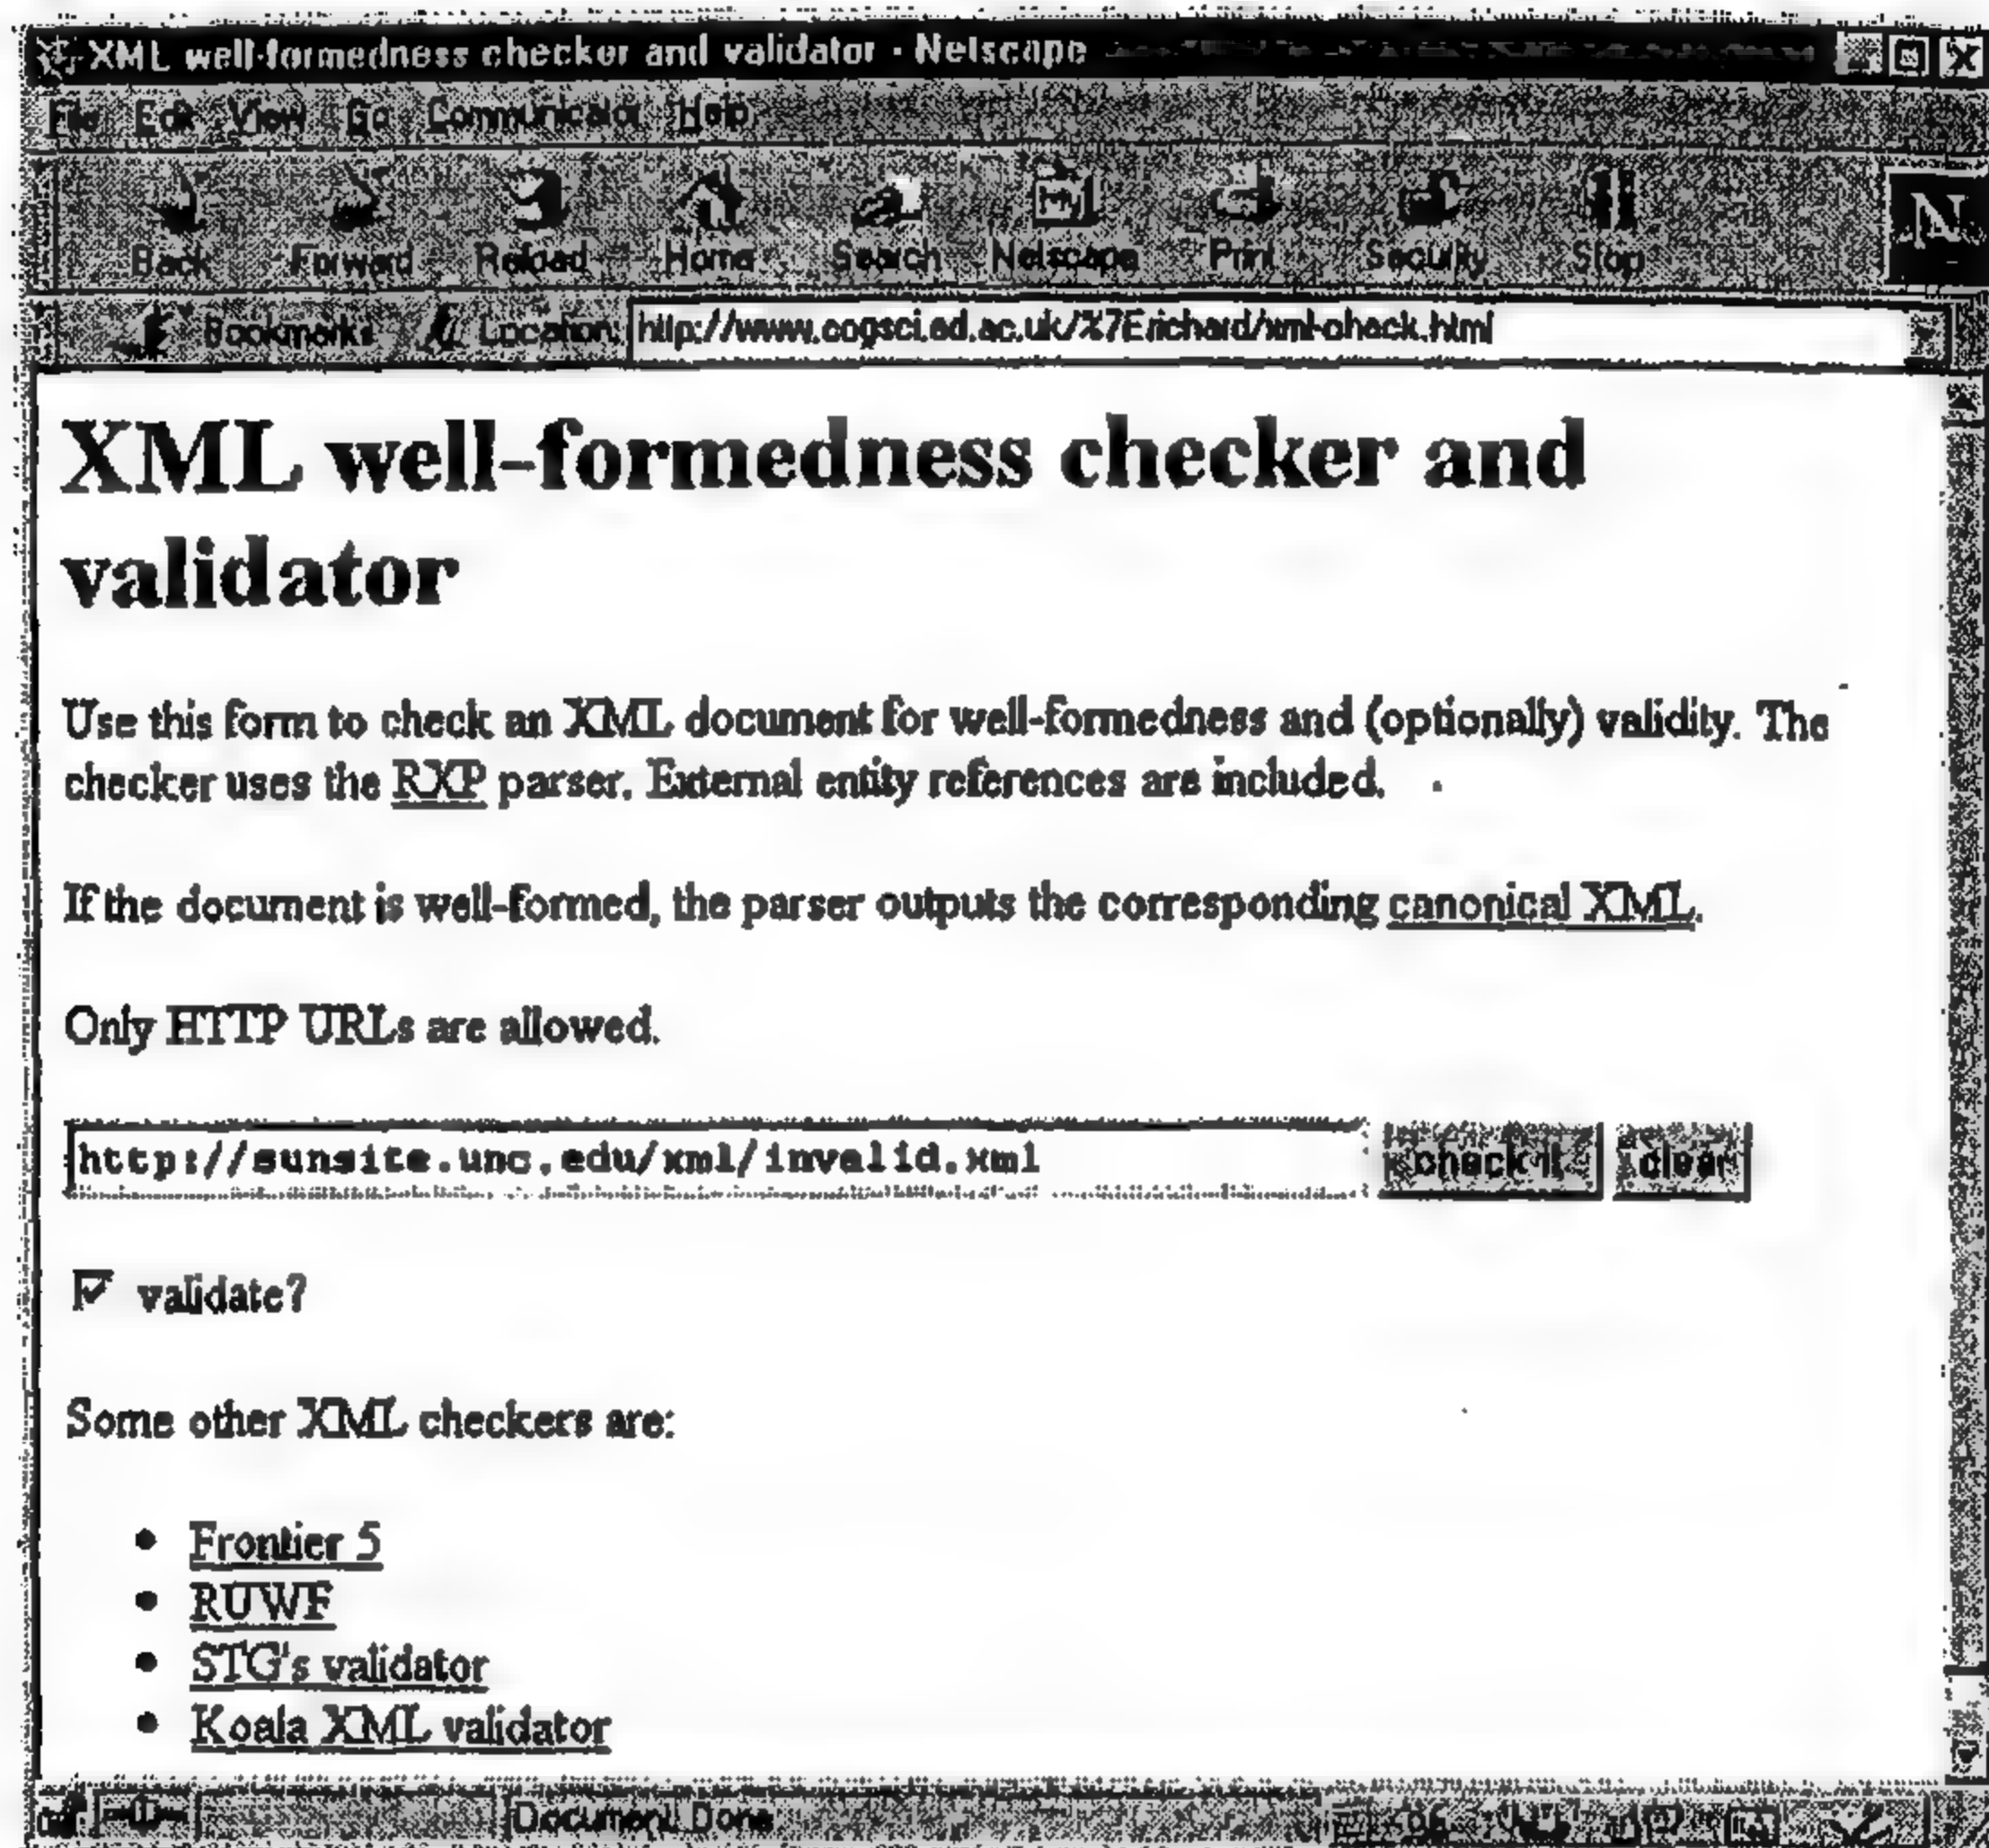 XML well-formedness checker and validator - Netscape
File Edit View Go Communicator Help
Back Forward Reload Home Search Netscape Print Security Stop
N
Bookmarks Location: http://www.cogsci.ed.ac.uk/%7Erichard/xml-check.html
XML well-formedness checker and
validator
Use this form to check an XML document for well-formedness and (optionally) validity. The
checker uses the RXP parser. External entity references are included.
If the document is well-formed, the parser outputs the corresponding canonical XML.
Only HTTP URLs are allowed.
http://sunsite.unc.edu/xml/invalid.xml check it clear
validate?
Some other XML checkers are:
• Frontier 5
• RUWF
• STG's validator
• Koala XML validator
Document: Done